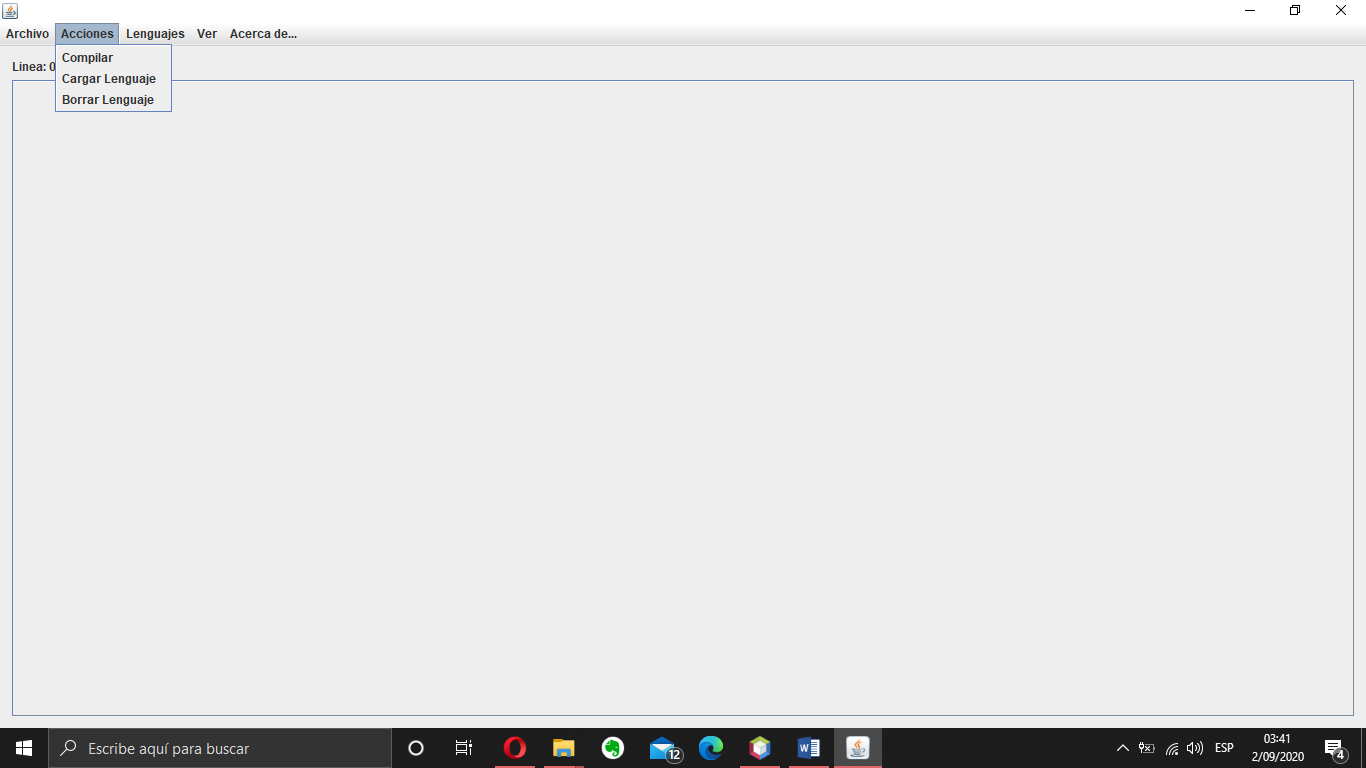 Archivo Acciones Lenguajes Ver Acerca de...
Compilar
Linea: 0
Cargar Lenguaje
Borrar Lenguaje
Escribe aquí para buscar
12
W
ESP
03:41
2/09/2020
4